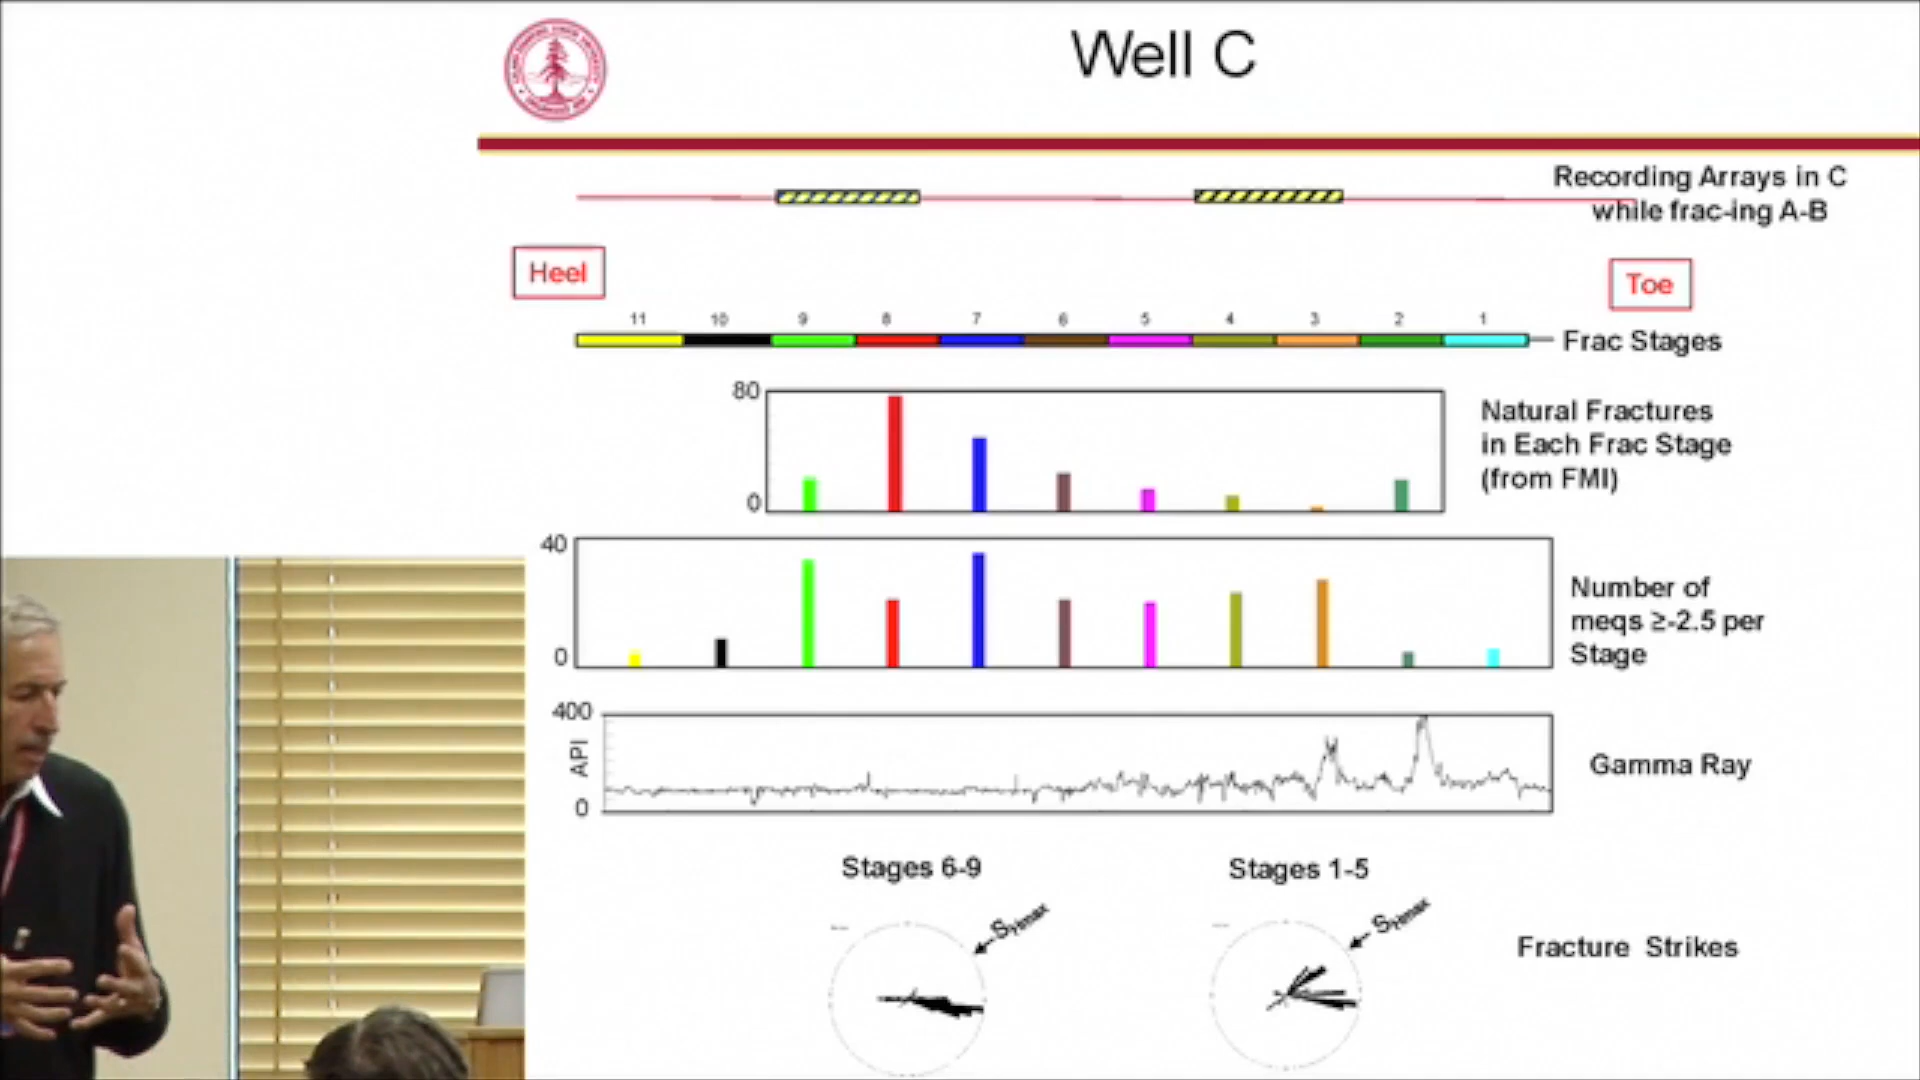 Well C
Recording Arrays in C
while frac-ing A-B
Heel
Toe
11 10 9 8 7 6 5 4 3 2 1
Frac Stages
80
0
Natural Fractures
in Each Frac Stage
(from FMI)
40
0
Number of
meqs ≥-2.5 per
Stage
400
API
0
Gamma Ray
Stages 6-9
Stages 1-5
SHmax
SHmax
Fracture Strikes